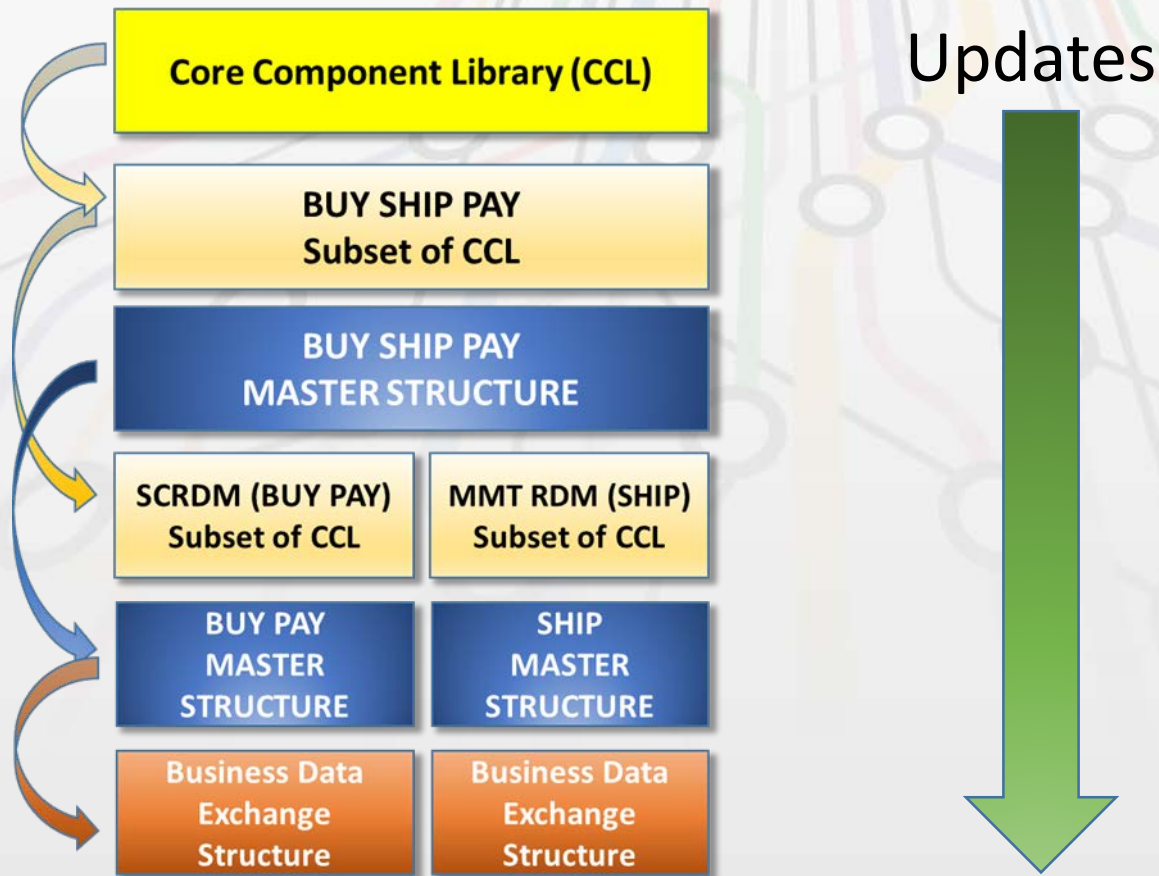 Core Component Library (CCL)
Updates
BUY SHIP PAY
Subset of CCL
BUY SHIP PAY
MASTER STRUCTURE
SCRDM (BUY PAY)
Subset of CCL
MMT RDM (SHIP)
Subset of CCL
BUY PAY
MASTER
STRUCTURE
SHIP
MASTER
STRUCTURE
Business Data
Exchange
Structure
Business Data
Exchange
Structure